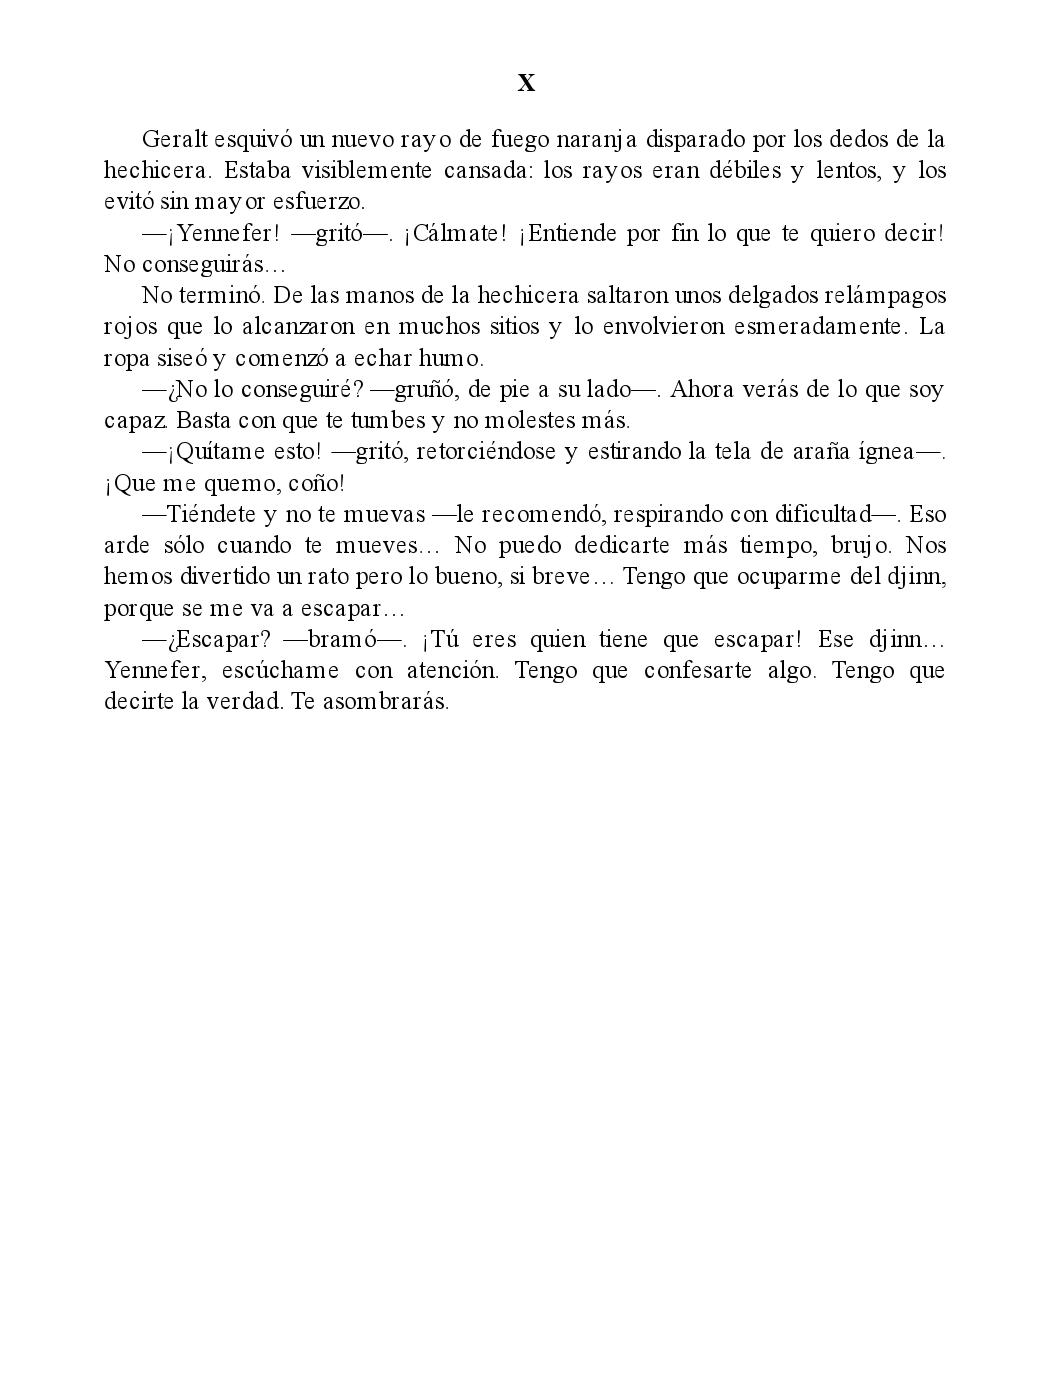 X
Geralt esquivó un nuevo rayo de fuego naranja disparado por los dedos de la
hechicera. Estaba visiblemente cansada: los rayos eran débiles y lentos, y los
evitó sin mayor esfuerzo.
—¡Yennefer! —gritó—. ¡Cálmate! ¡Entiende por fin lo que te quiero decir!
No conseguirás…
No terminó. De las manos de la hechicera saltaron unos delgados relámpagos
rojos que lo alcanzaron en muchos sitios y lo envolvieron esmeradamente. La
ropa siseó y comenzó a echar humo.
—¿No lo conseguiré? —gruñó, de pie a su lado—. Ahora verás de lo que soy
capaz. Basta con que te tumbes y no molestes más.
—¡Quítame esto! —gritó, retorciéndose y estirando la tela de araña ígnea—.
¡Que me quemo, coño!
—Tiéndete y no te muevas —le recomendó, respirando con dificultad—. Eso
arde sólo cuando te mueves… No puedo dedicarte más tiempo, brujo. Nos
hemos divertido un rato pero lo bueno, si breve… Tengo que ocuparme del djinn,
porque se me va a escapar…
—¿Escapar? —bramó—. ¡Tú eres quien tiene que escapar! Ese djinn…
Yennefer, escúchame con atención. Tengo que confesarte algo. Tengo que
decirte la verdad. Te asombrarás.